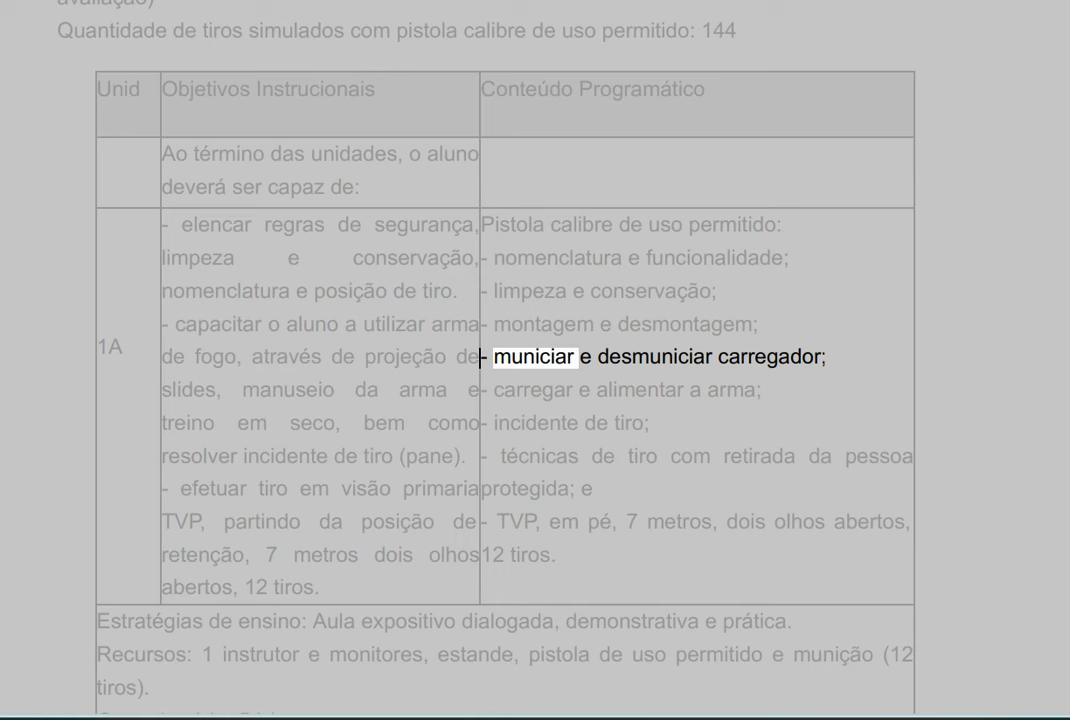 Quantidade de tiros simulados com pistola calibre de uso permitido: 144
Unid
Objetivos Instrucionais
Conteúdo Programático
Ao término das unidades, o aluno
deverá ser capaz de:
1A
- elencar regras de segurança,
limpeza e conservação,
nomenclatura e posição de tiro.
- capacitar o aluno a utilizar arma
de fogo, através de projeção de
slides, manuseio da arma e
treino em seco, bem como
resolver incidente de tiro (pane).
- efetuar tiro em visão primaria
TVP, partindo da posição de
retenção, 7 metros dois olhos
abertos, 12 tiros.
Pistola calibre de uso permitido:
- nomenclatura e funcionalidade;
- limpeza e conservação;
- montagem e desmontagem;
- municiar e desmuniciar carregador;
- carregar e alimentar a arma;
- incidente de tiro;
- técnicas de tiro com retirada da pessoa
protegida; e
- TVP, em pé, 7 metros, dois olhos abertos,
12 tiros.
Estratégias de ensino: Aula expositivo dialogada, demonstrativa e prática.
Recursos: 1 instrutor e monitores, estande, pistola de uso permitido e munição (12
tiros).